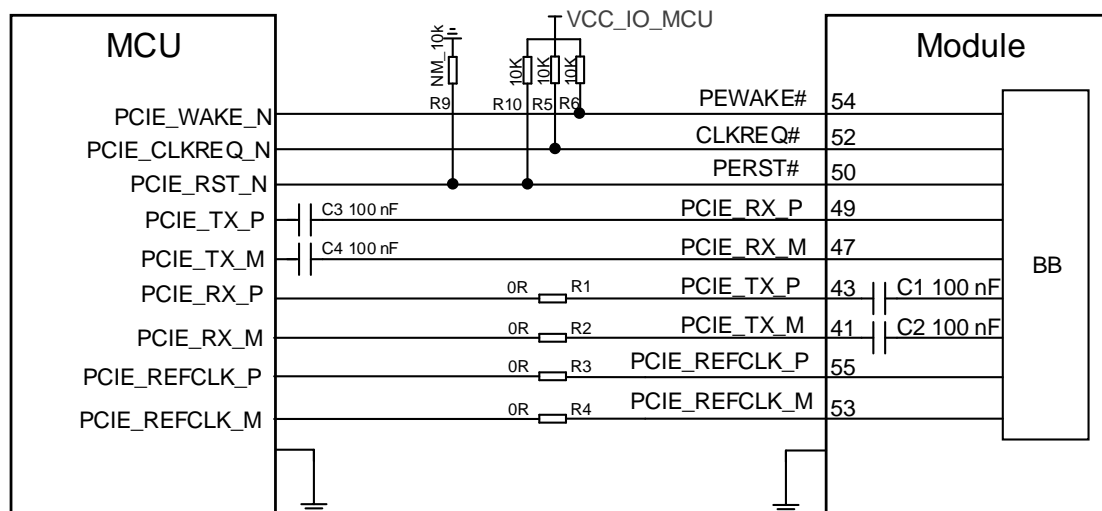 VCC_IO_MCU
MCU
Module
NM_10k
10K
10K
10K
R9
R10
R5
R6
PCIE_WAKE_N
PEWAKE#
54
PCIE_CLKREQ_N
CLKREQ#
52
PCIE_RST_N
PERST#
50
PCIE_TX_P
C3 100 nF
PCIE_RX_P
49
PCIE_TX_M
C4 100 nF
PCIE_RX_M
47
BB
PCIE_RX_P
0R
R1
PCIE_TX_P
43
C1 100 nF
PCIE_RX_M
0R
R2
PCIE_TX_M
41
C2 100 nF
PCIE_REFCLK_P
0R
R3
PCIE_REFCLK_P
55
PCIE_REFCLK_M
0R
R4
PCIE_REFCLK_M
53